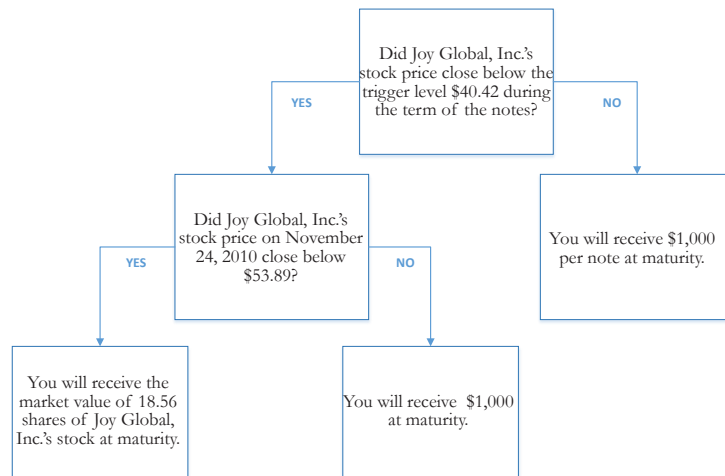 Did Joy Global, Inc.'s
stock price close below the
trigger level $40.42 during
the term of the notes?
YES
NO
Did Joy Global, Inc.'s
stock price on November
24, 2010 close below
$53.89?
You will receive $1,000
per note at maturity.
YES
NO
You will receive the
market value of 18.56
shares of Joy Global,
Inc.'s stock at maturity.
You will receive $1,000
at maturity.